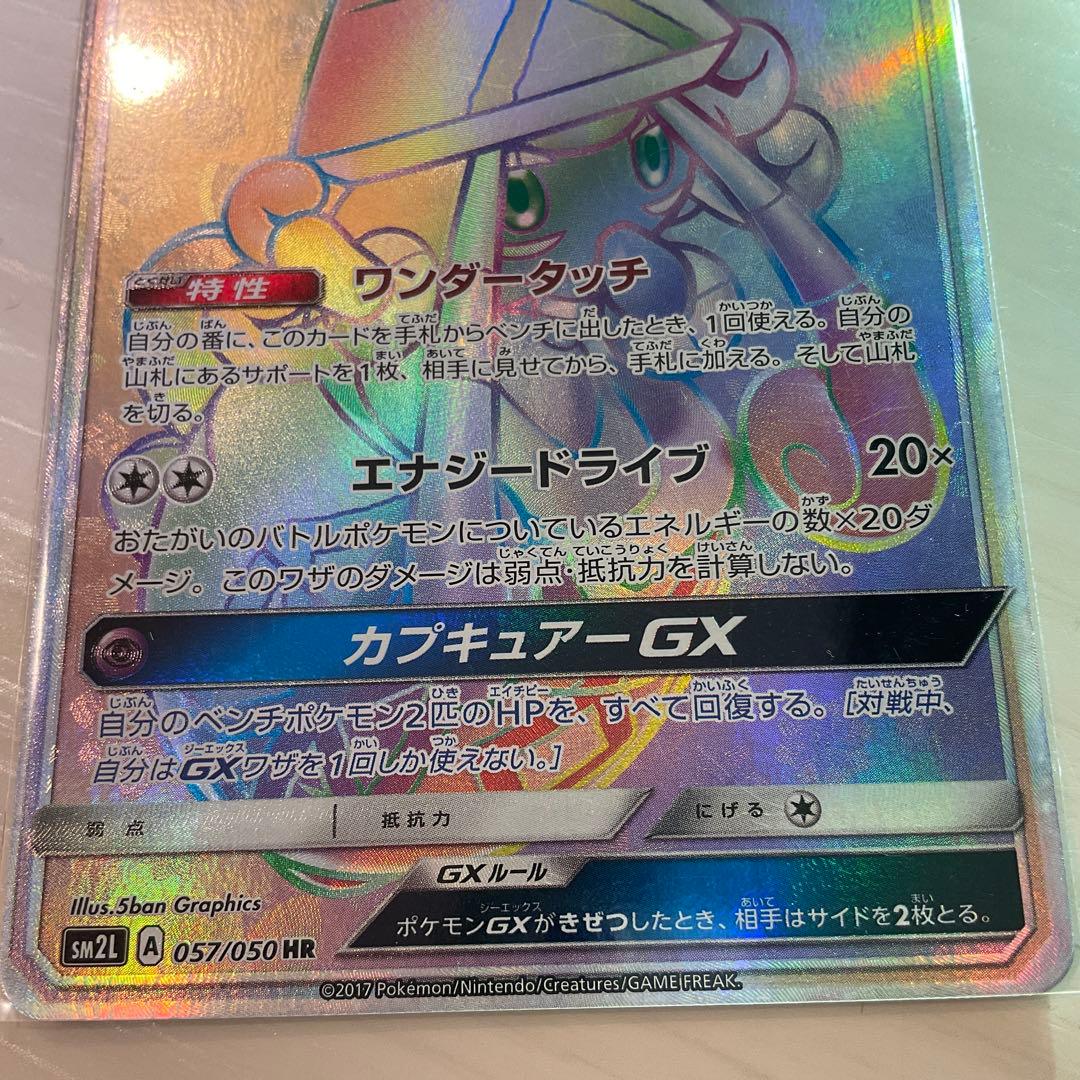 特性 ワンダータッチ
自分の番に、このカードを手札からベンチに出したとき、1回使える。自分の
山札にあるサポートを1枚、相手に見せてから、手札に加える。そして山札
を切る。
エナジードライブ 20×
おたがいのバトルポケモンについているエネルギーの数×20ダ
メージ。このワザのダメージは弱点・抵抗力を計算しない。
カプキュアーGX
自分のベンチポケモン2匹のHPを、すべて回復する。[対戦中、
自分はGXワザを1回しか使えない。]
弱点 抵抗力 にげる
GXルール
ポケモンGXがきぜつしたとき、相手はサイドを2枚とる。
Illus.5ban Graphics
SM2L A 057/050 HR
©2017 Pokémon/Nintendo/Creatures/GAME FREAK.